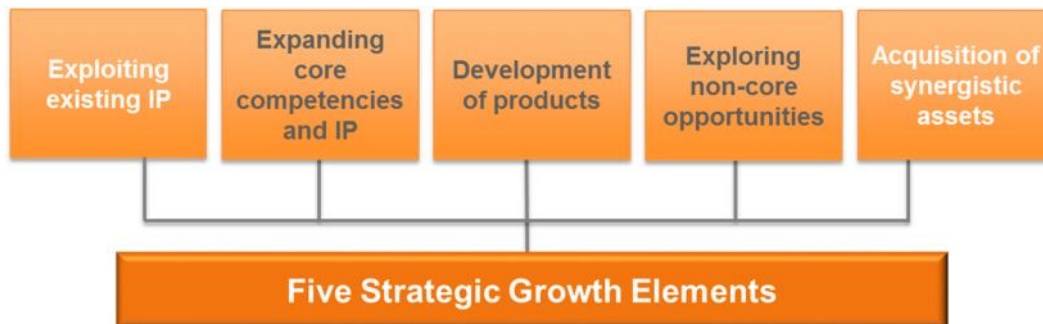 Exploiting
existing IP
Expanding
core
competencies
and IP
Development
of products
Exploring
non-core
opportunities
Acquisition of
synergistic
assets
Five Strategic Growth Elements